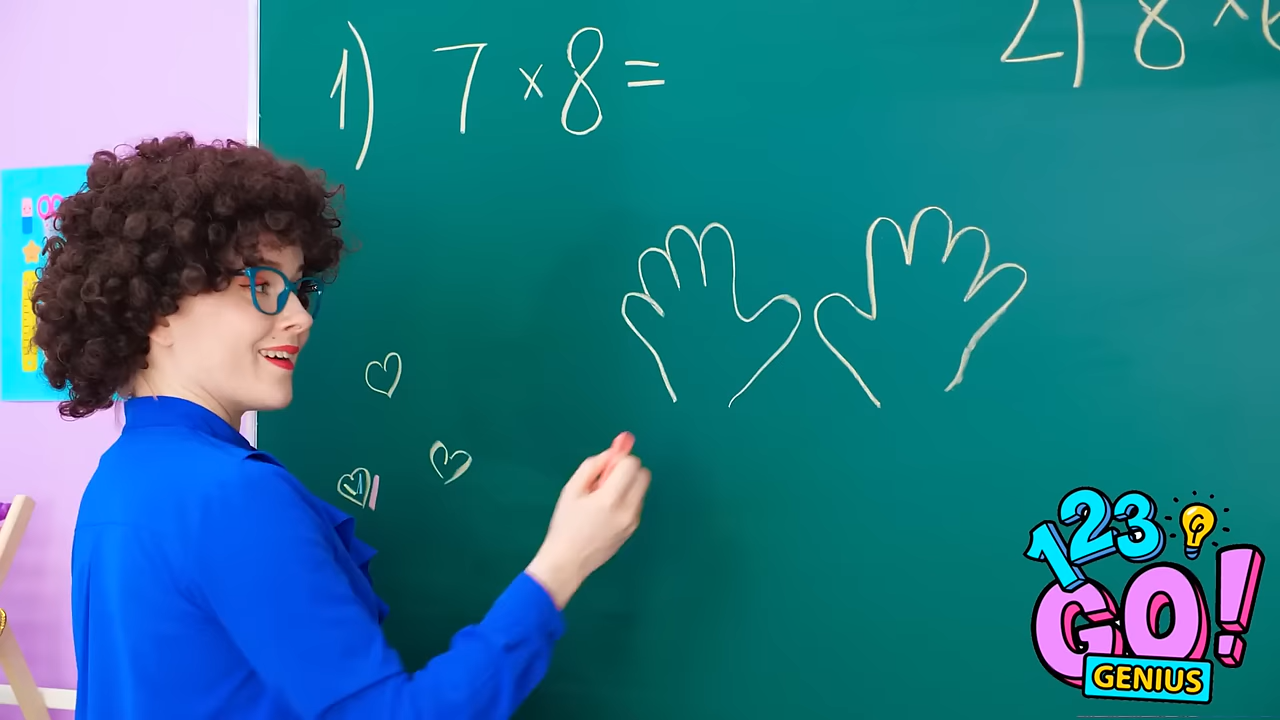 1) 7 × 8 =
2) 8 ×
123
GO!
GENIUS